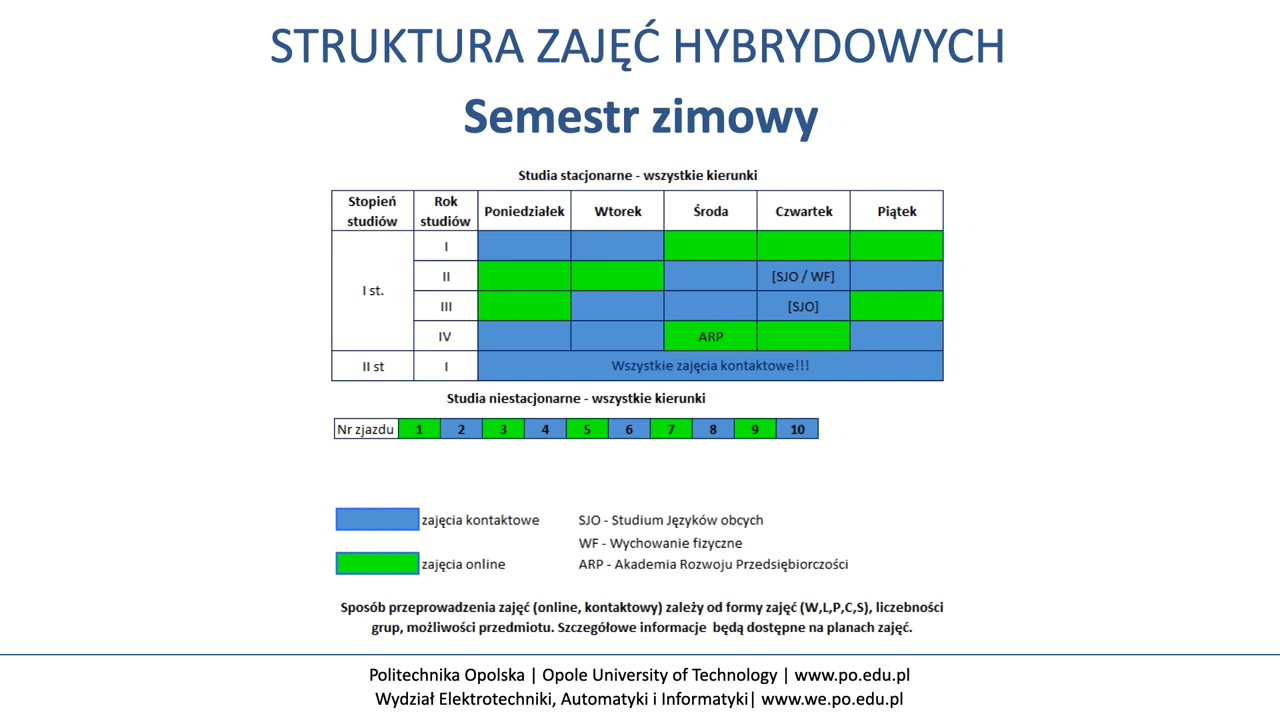 STRUKTURA ZAJĘĆ HYBRYDOWYCH
Semestr zimowy
Studia stacjonarne - wszystkie kierunki
Stopień studiów Rok studiów Poniedziałek Wtorek Środa Czwartek Piątek
I st.
I
II [SJO / WF]
III [SJO]
IV ARP
II st I Wszystkie zajęcia kontaktowe!!!
Studia niestacjonarne - wszystkie kierunki
Nr zjazdu 1 2 3 4 5 6 7 8 9 10
zajęcia kontaktowe SJO - Studium Języków obcych
WF - Wychowanie fizyczne
zajęcia online ARP - Akademia Rozwoju Przedsiębiorczości
Sposób przeprowadzenia zajęć (online, kontaktowy) zależy od formy zajęć (W,L,P,C,S), liczebności
grup, możliwości przedmiotu. Szczegółowe informacje będą dostępne na planach zajęć.
Politechnika Opolska | Opole University of Technology | www.po.edu.pl
Wydział Elektrotechniki, Automatyki i Informatyki| www.we.po.edu.pl